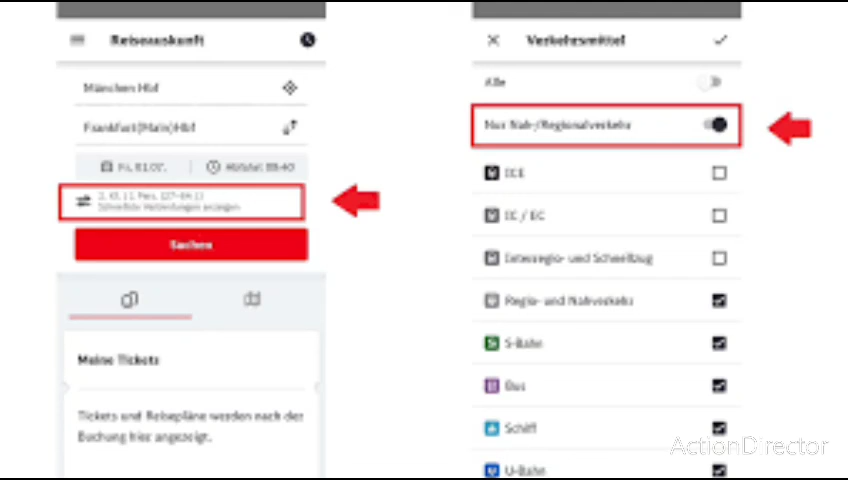 Reiseauskunft
München Hbf
Frankfurt(Main)Hbf
Fr., 01.07.
Abfahrt 09:40
2. Kl.
Schnellste Verbindungen anzeigen
Suchen
Meine Tickets
Tickets und Reisepläne werden nach der
Buchung hier angezeigt.
Verkehrsmittel
Alle
Nur Nah-/Regionalverkehr
ICE
IC / EC
Interregio- und Schnellzug
Regio- und Nahverkehr
S-Bahn
Bus
Schiff
U-Bahn
ActionDirector